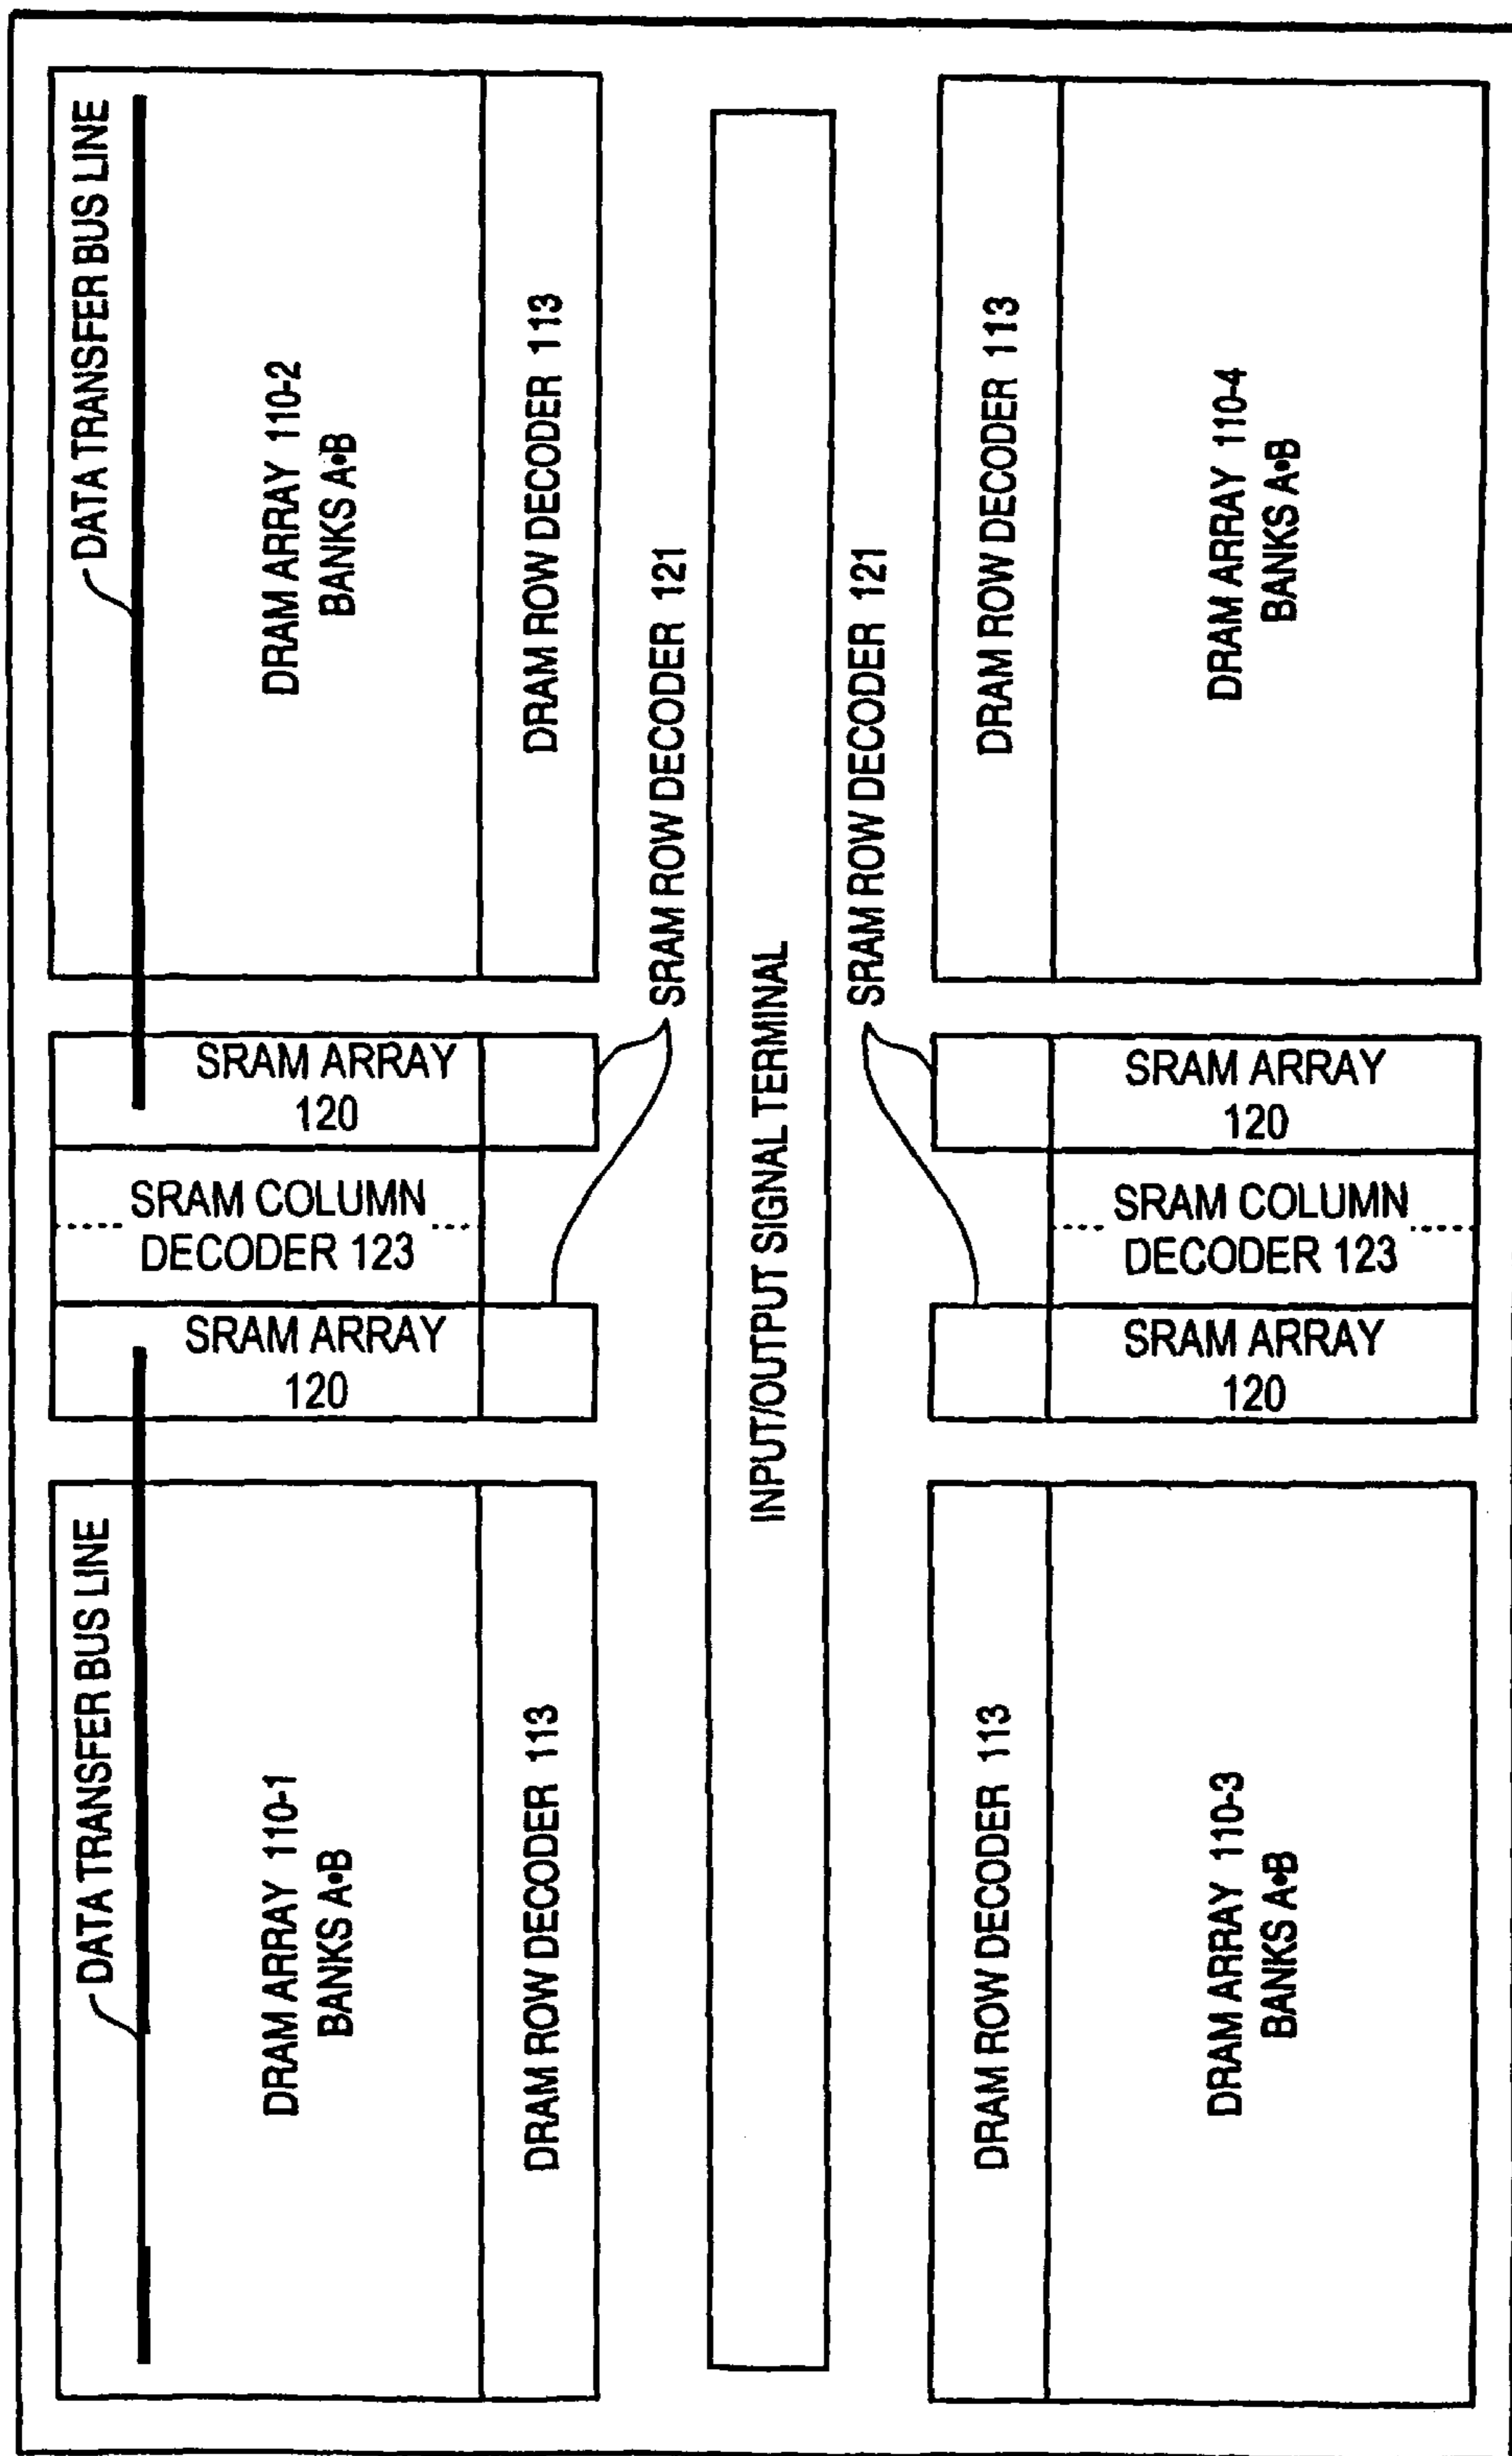 DATA TRANSFER BUS LINE
DRAM ARRAY 110-1
BANKS A•B
DRAM ROW DECODER 113
SRAM ARRAY
120
SRAM COLUMN
DECODER 123
SRAM ARRAY
120
DATA TRANSFER BUS LINE
DRAM ARRAY 110-2
BANKS A•B
DRAM ROW DECODER 113
SRAM ROW DECODER 121
INPUT/OUTPUT SIGNAL TERMINAL
SRAM ROW DECODER 121
DRAM ROW DECODER 113
DRAM ARRAY 110-3
BANKS A•B
SRAM ARRAY
120
SRAM COLUMN
DECODER 123
SRAM ARRAY
120
DRAM ROW DECODER 113
DRAM ARRAY 110-4
BANKS A•B